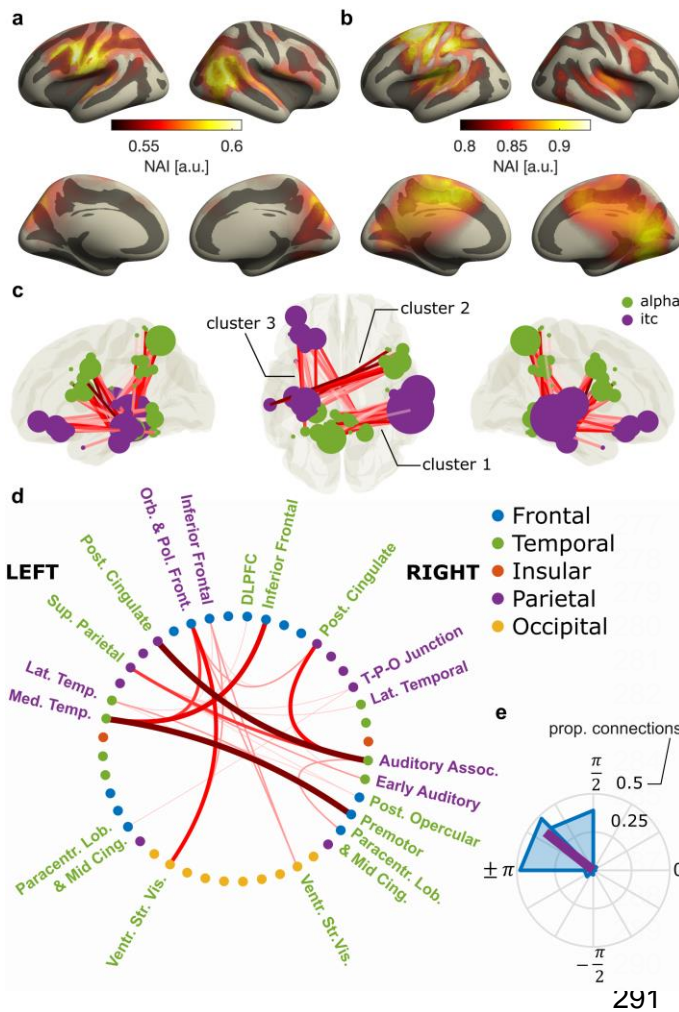 a
b
0.55
0.6
NAI [a.u.]
0.8
0.85
0.9
NAI [a.u.]
c
alpha
itc
cluster 3
cluster 2
cluster 1
d
LEFT
RIGHT
Frontal
Temporal
Insular
Parietal
Occipital
Med. Temp.
Lat. Temp.
Sup. Parietal
Post. Cingulate
Orb. & Pol. Front.
Inferior Frontal
DLPFC
Inferior Frontal
Post. Cingulate
T-P-O Junction
Lat. Temporal
Auditory Assoc.
Early Auditory
Post. Opercular
Premotor
Paracentr. Lob.
& Mid Cing.
Ventr. Str.Vis.
Ventr. Str. Vis.
Paracentr. Lob.
& Mid Cing.
e
prop. connections
π
2
0.5
0.25
± π
0
− π
2
291